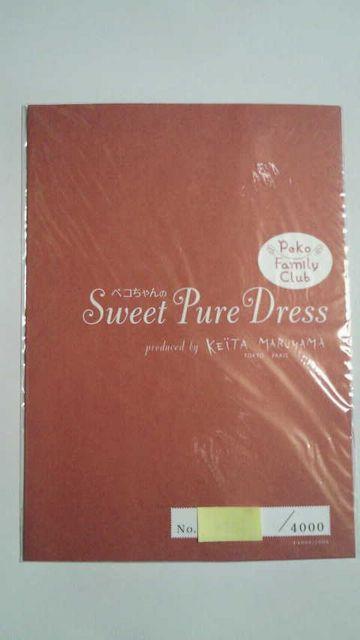 Peko
Family
Club
ペコちゃんの
Sweet Pure Dress
produced by KEÏTA MARUYAMA
TOKYO PARIS
No. /4000